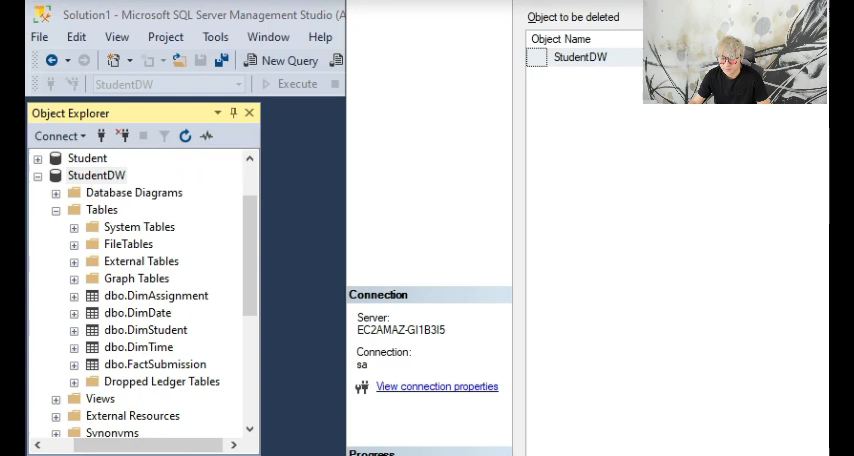 Solution1 - Microsoft SQL Server Management Studio (A
File Edit View Project Tools Window Help
New Query
StudentDW
Execute
Object Explorer
Connect
Student
StudentDW
Database Diagrams
Tables
System Tables
FileTables
External Tables
Graph Tables
dbo.DimAssignment
dbo.DimDate
dbo.DimStudent
dbo.DimTime
dbo.FactSubmission
Dropped Ledger Tables
Views
External Resources
Synonyms
Connection
Server:
EC2AMAZ-GI1B3I5
Connection:
sa
View connection properties
Progress
Object to be deleted
Object Name
StudentDW